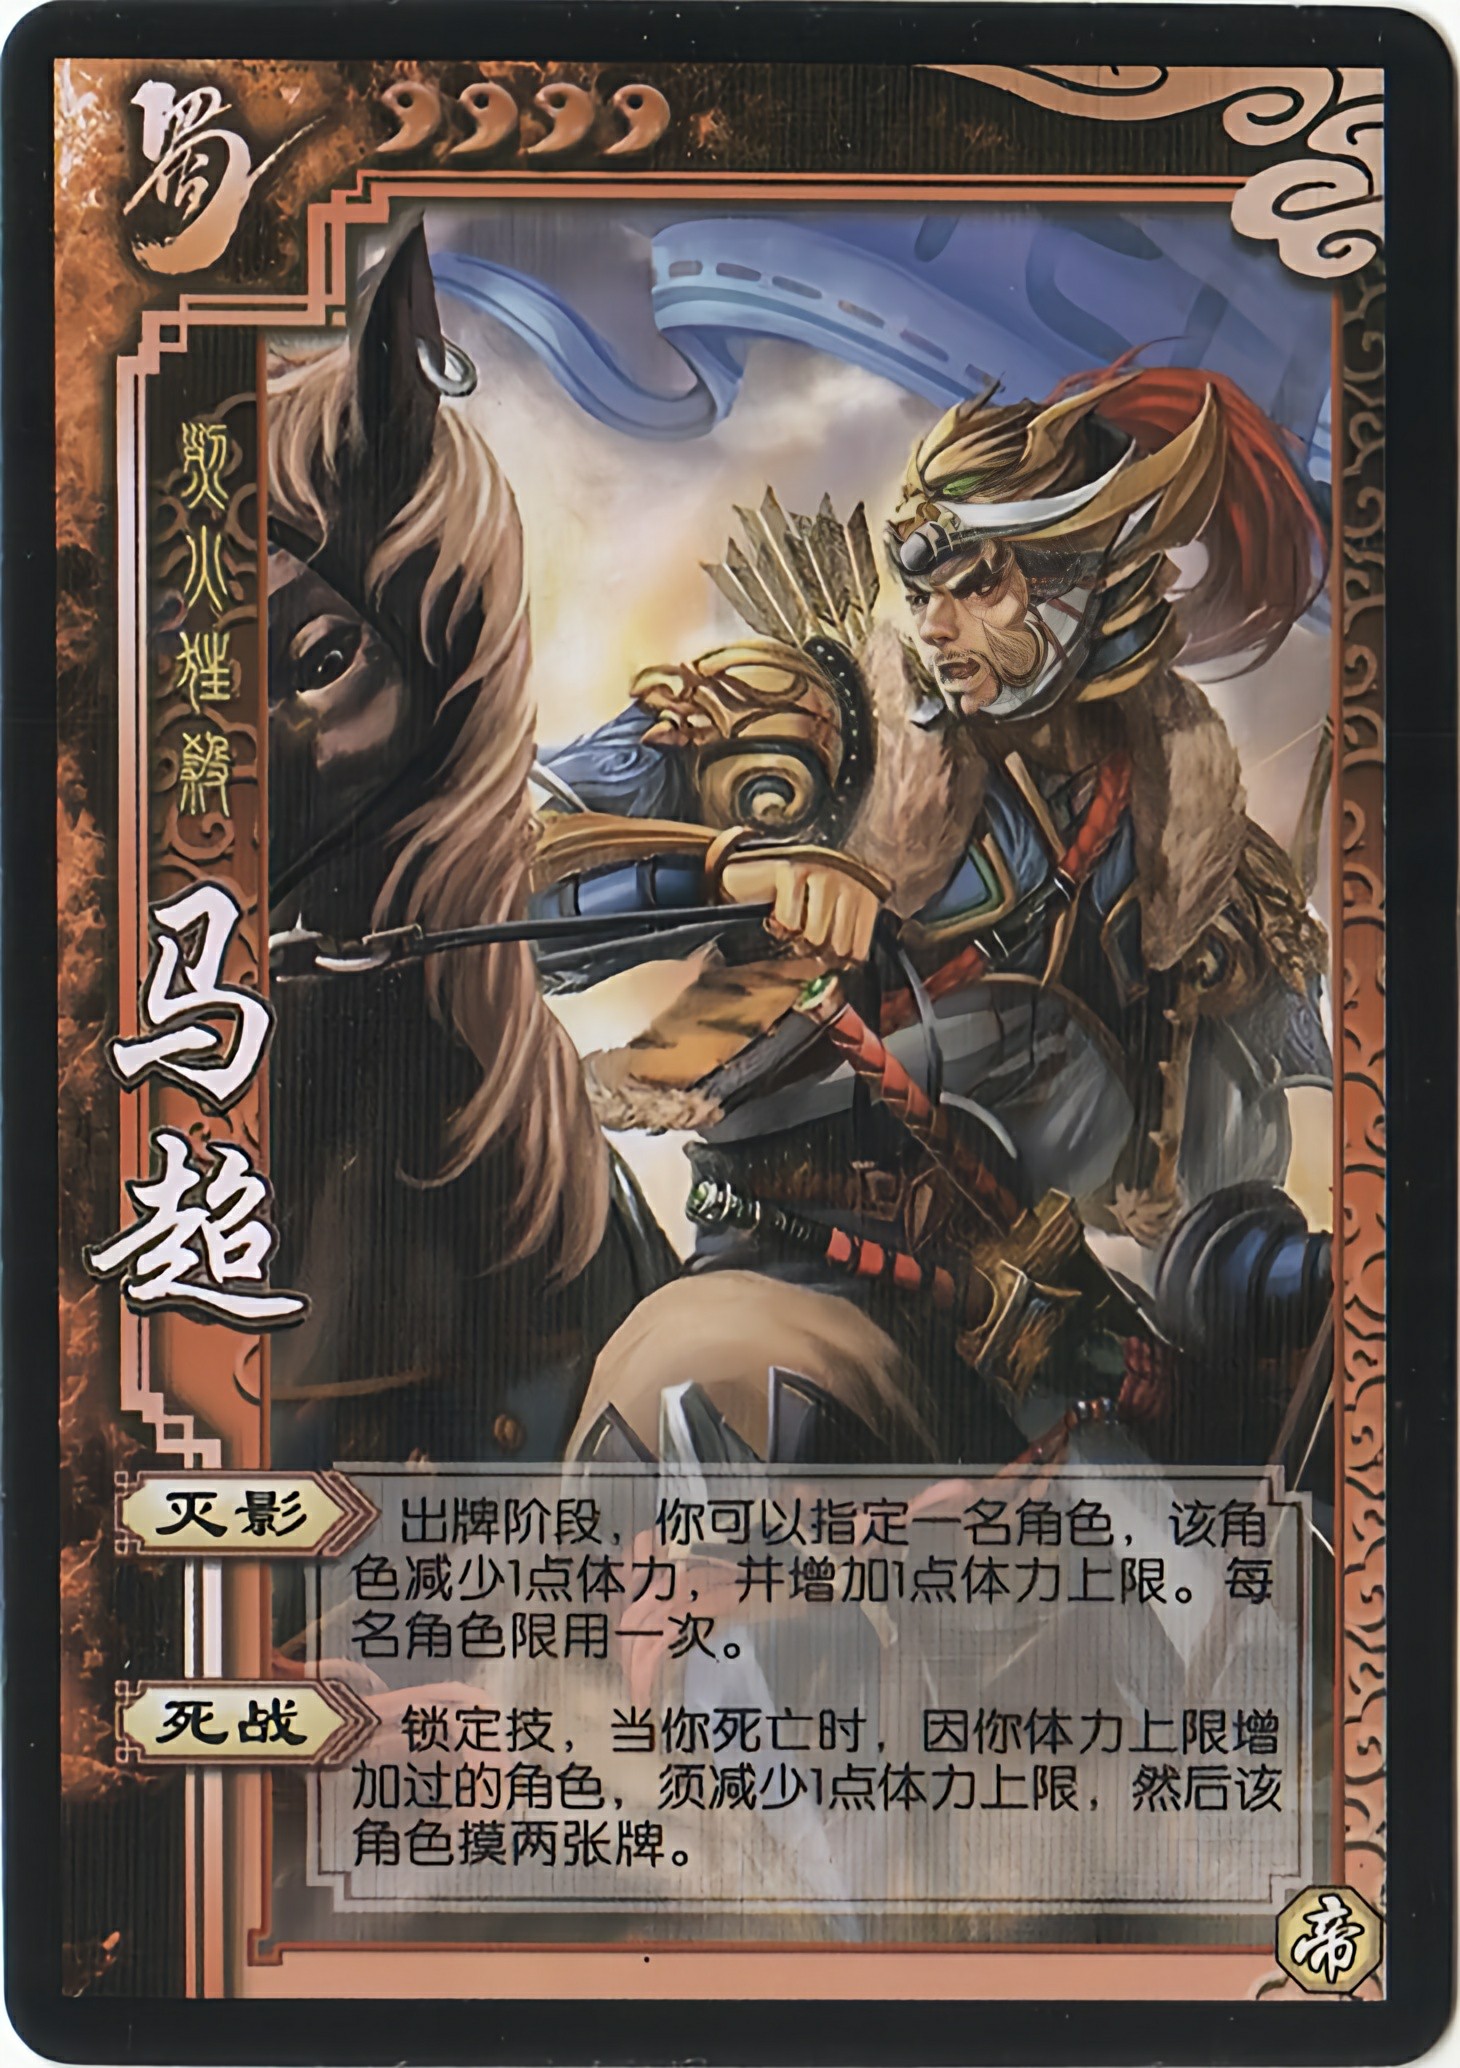 蜀
烈火狂殺
马超
灭影
出牌阶段，你可以指定一名角色，该角
色减少1点体力，并增加1点体力上限。每
名角色限用一次。
死战
锁定技，当你死亡时，因你体力上限增
加过的角色，须减少1点体力上限，然后该
角色摸两张牌。
帝